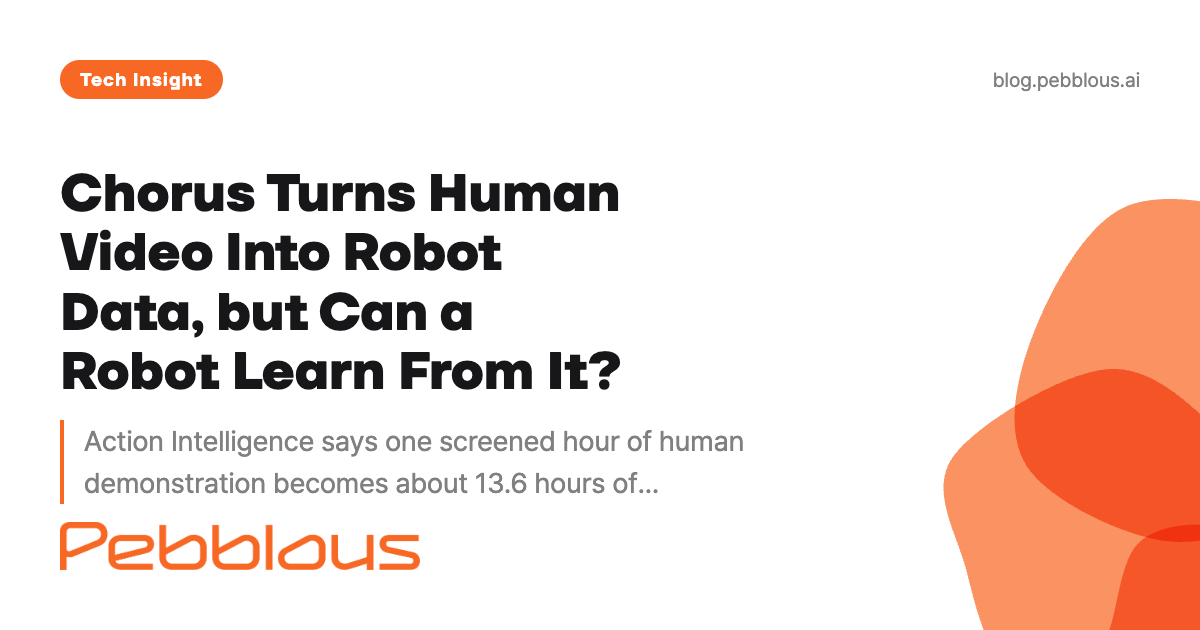 Tech Insight
blog.pebblous.ai
Chorus Turns Human
Video Into Robot
Data, but Can a
Robot Learn From It?
Action Intelligence says one screened hour of human
demonstration becomes about 13.6 hours of...
Pebblous